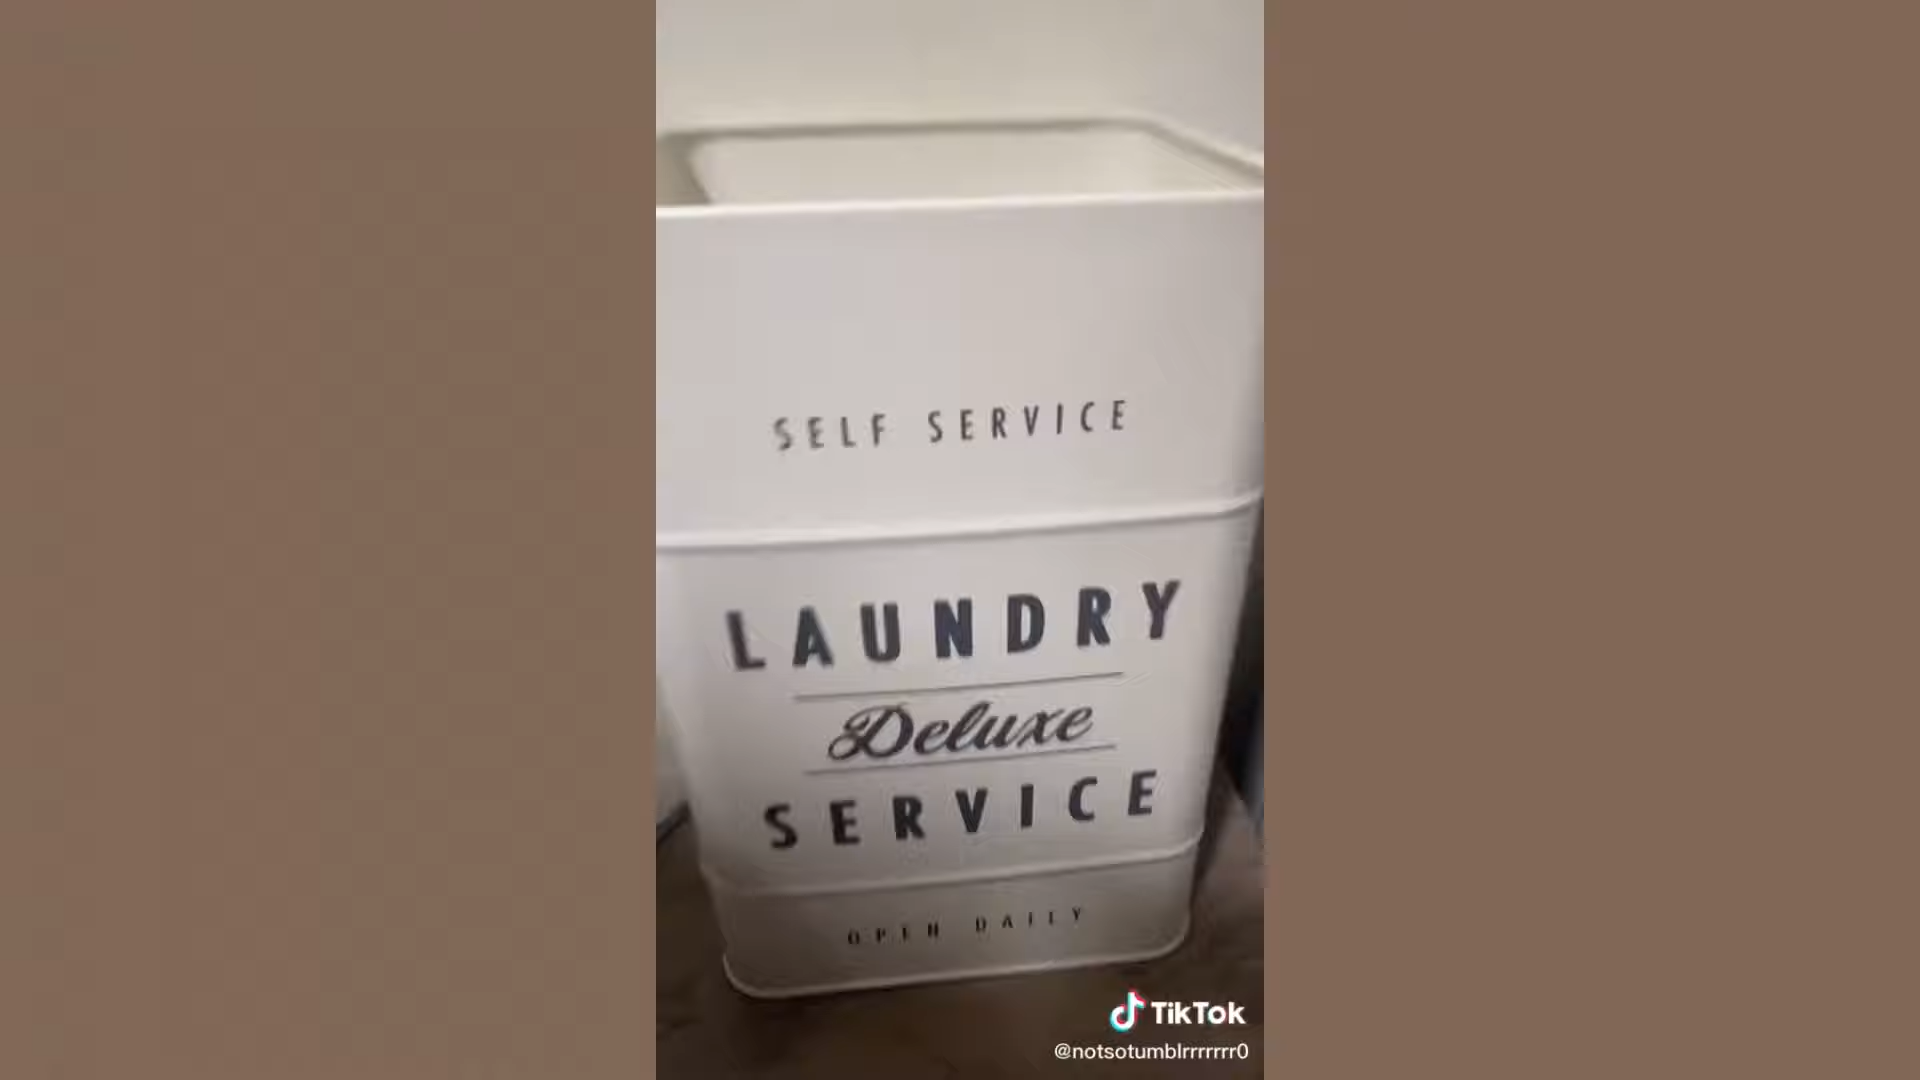 SELF SERVICE
LAUNDRY
Deluxe
SERVICE
OPEN DAILY
TikTok
@notsotumblrrrrrrr0